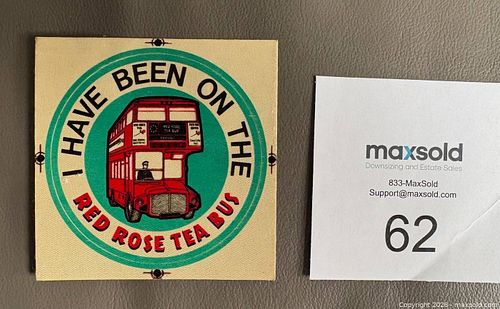 I HAVE BEEN ON THE
RED ROSE TEA BUS
maxsold
Downsizing and Estate Sales
833-MaxSold
Support@maxsold.com
62
Copyright 2026 - maxsold.com